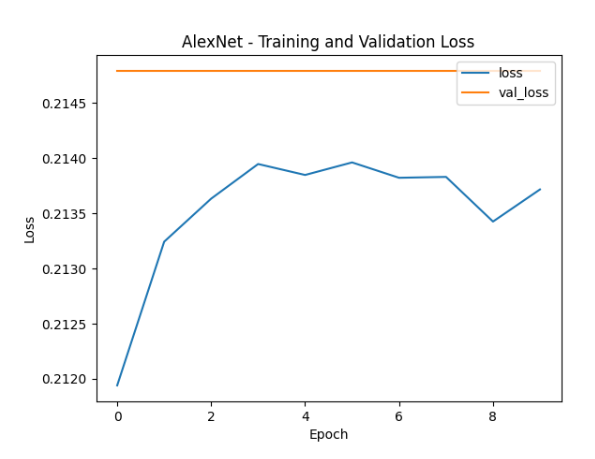 AlexNet - Training and Validation Loss
loss
val_loss
0.2145
0.2140
0.2135
0.2130
0.2125
0.2120
Loss
0 2 4 6 8
Epoch